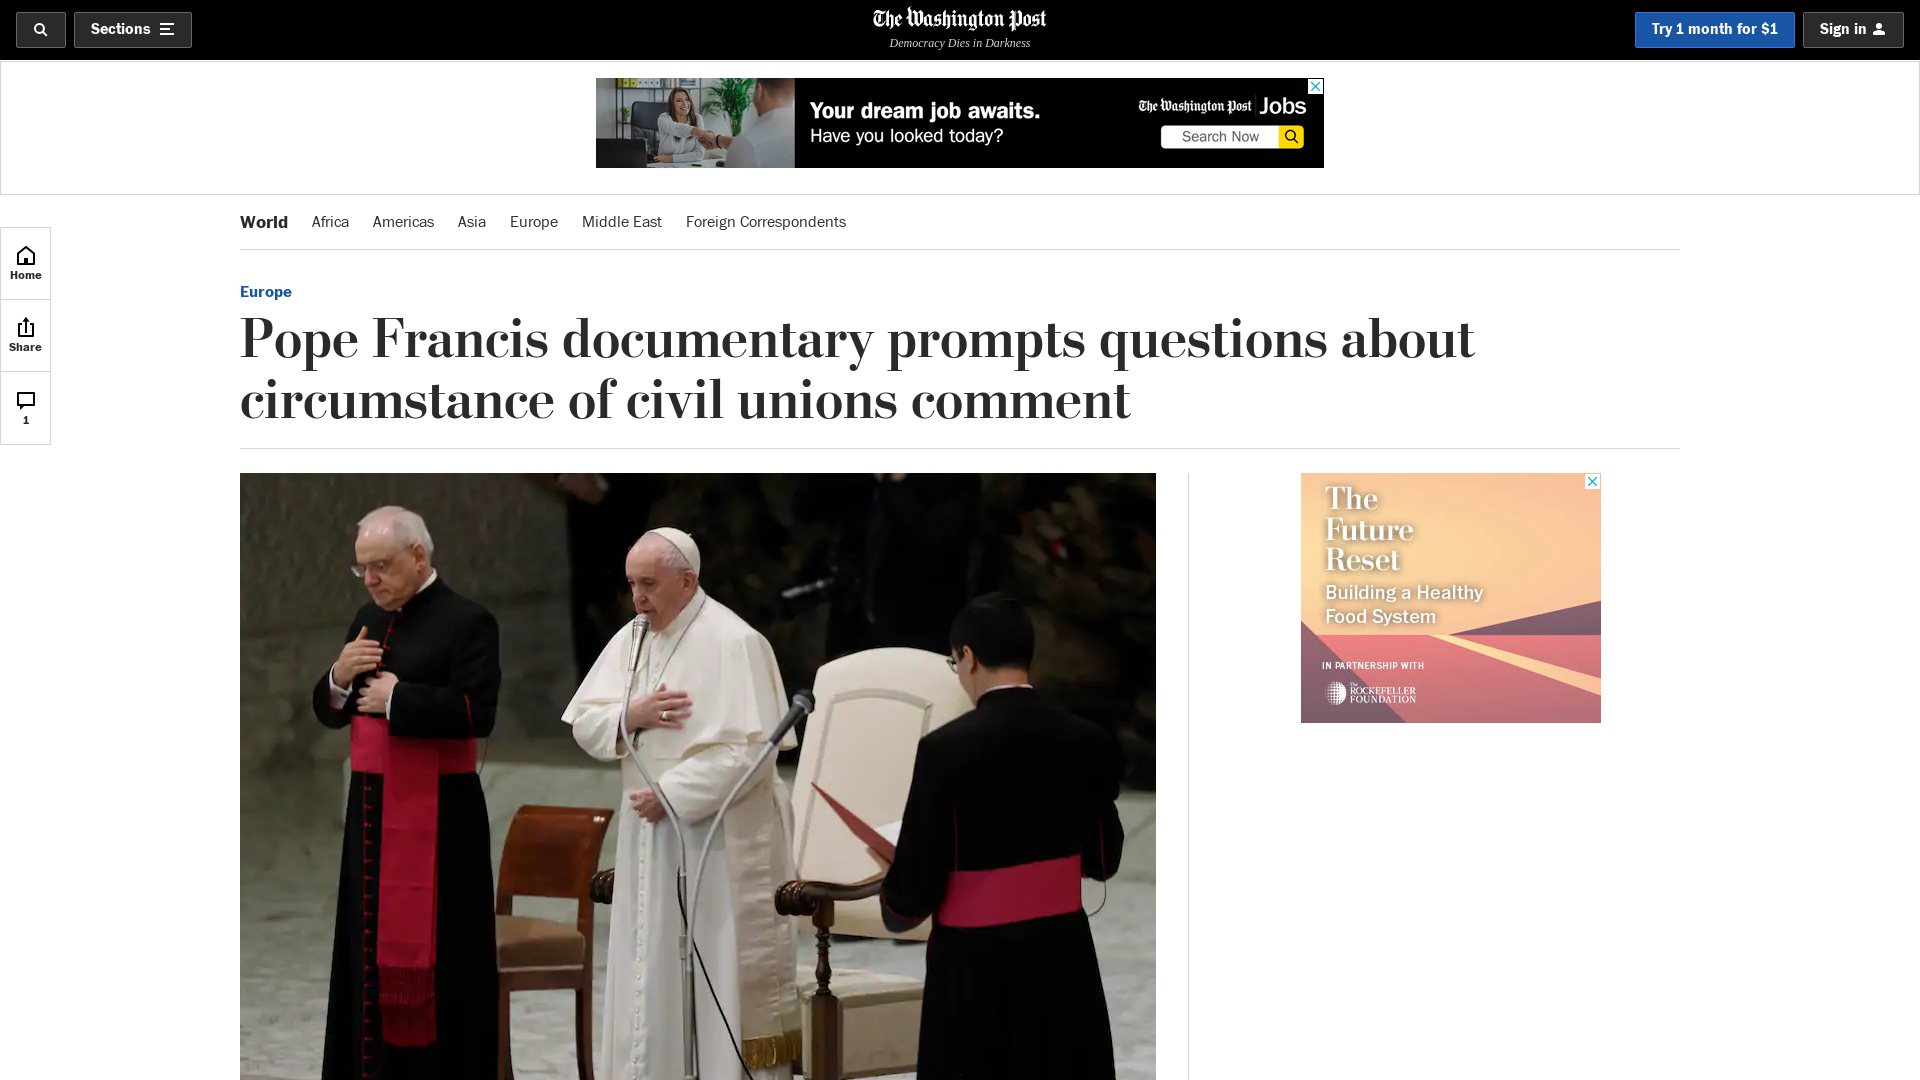 Sections
The Washington Post
Democracy Dies in Darkness
Try 1 month for $1
Sign in
Your dream job awaits.
Have you looked today?
The Washington Post Jobs
Search Now
World Africa Americas Asia Europe Middle East Foreign Correspondents
Home
Share
1
Europe
Pope Francis documentary prompts questions about
circumstance of civil unions comment
The
Future
Reset
Building a Healthy
Food System
IN PARTNERSHIP WITH
The
ROCKEFELLER
FOUNDATION